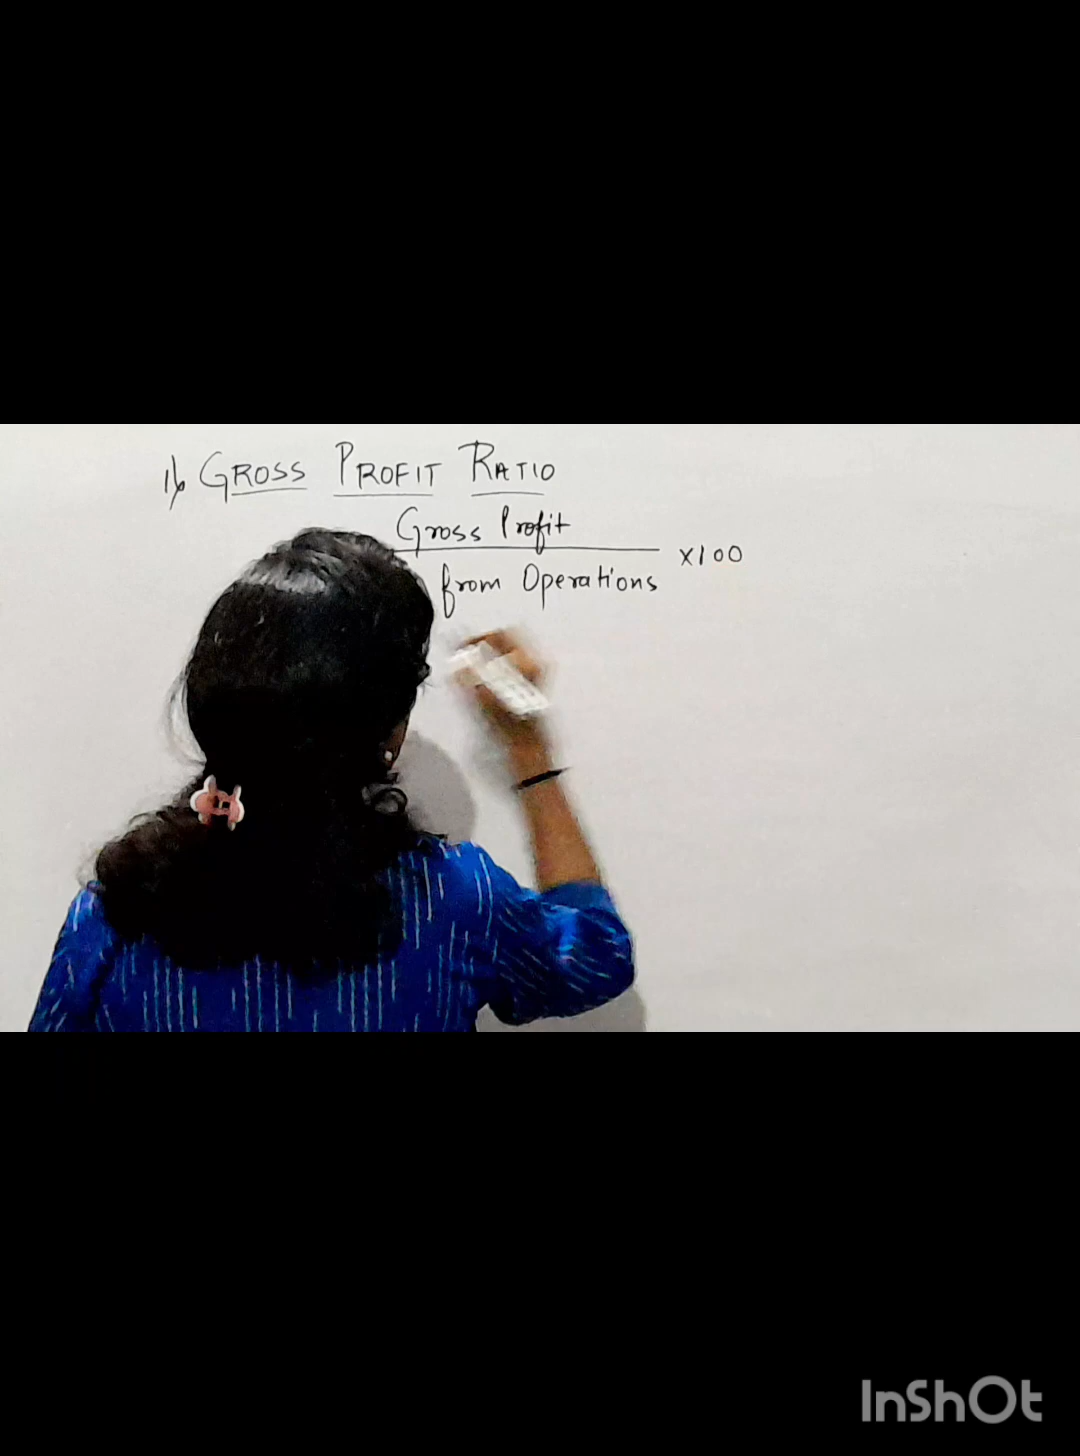 1) GROSS PROFIT RATIO
Gross Profit
from Operations
x100
InShOt